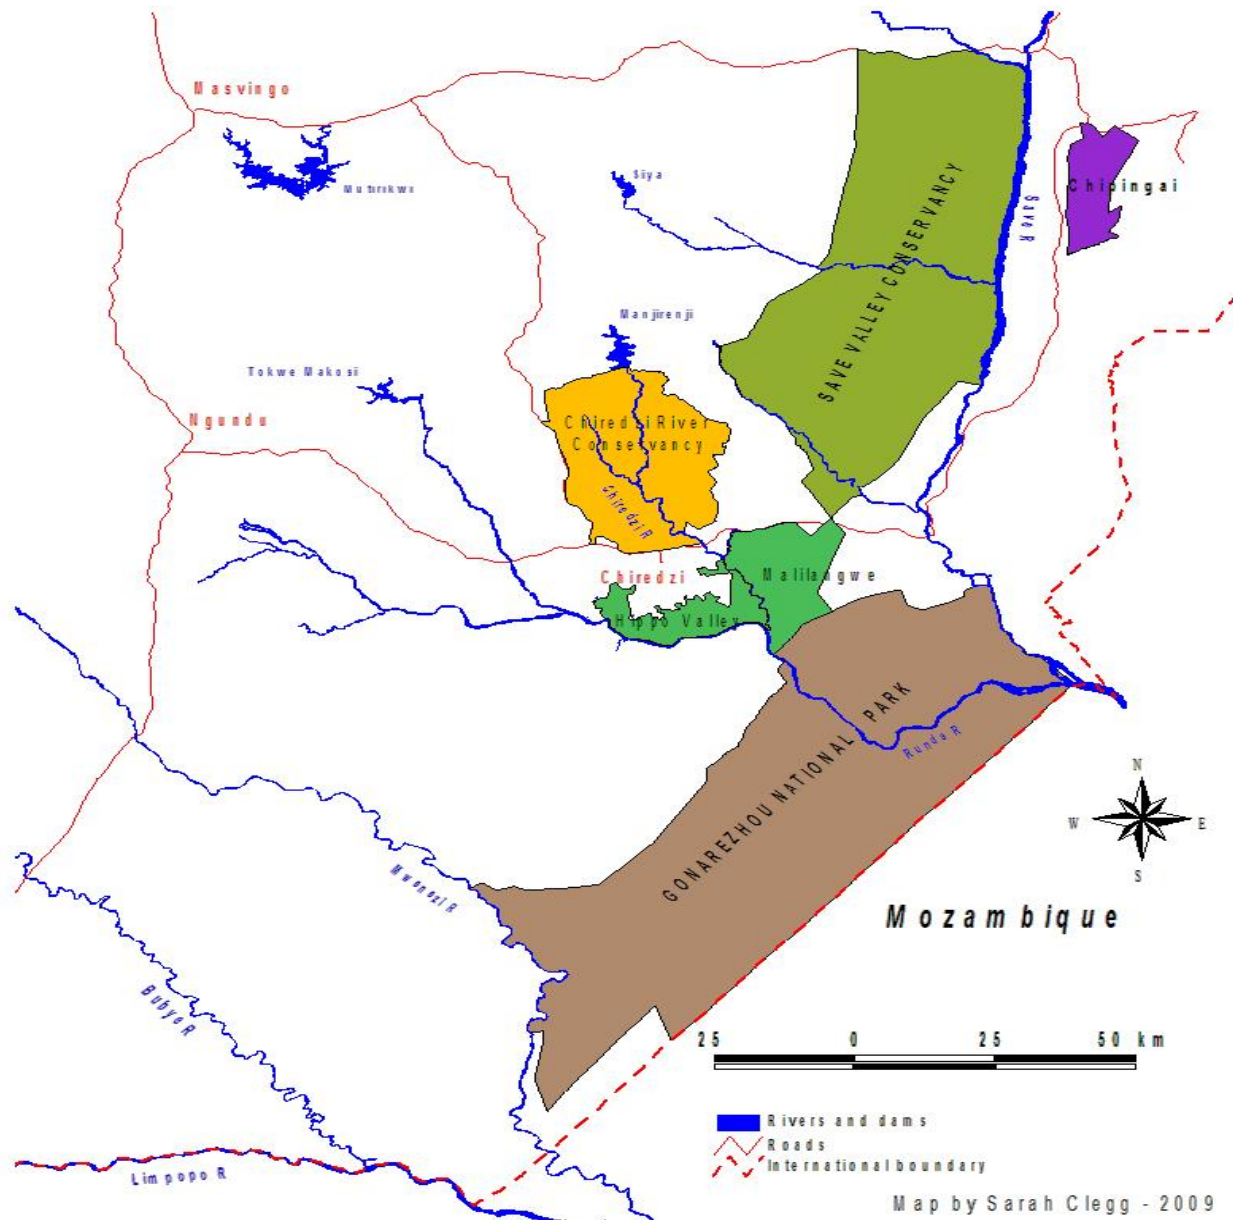 Masvingo
Mutirikwi
Siya
Chipingai
Save R
SAVE VALLEY CONSERVANCY
Manjirenji
Tokwe Makosi
Ngundu
Chiredzi River
Conservancy
Chiredzi R
Chiredzi
Malilangwe
Hippo Valley
GONAREZHOU NATIONAL PARK
Runde R
N
W
E
S
Mwenezi R
Mozambique
Bubye R
25 0 25 50 km
Rivers and dams
Roads
International boundary
Limpopo R
Map by Sarah Clegg - 2009